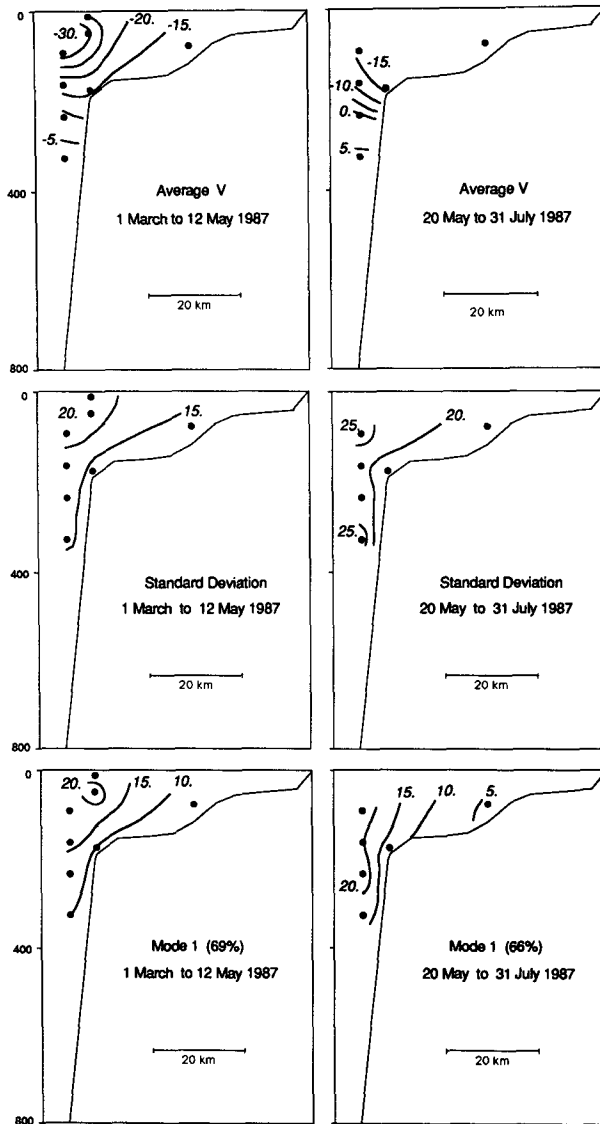 0
400
800
-30.
-20.
-15.
-5.
Average V
1 March to 12 May 1987
20 km
-15.
-10.
0.
5.
Average V
20 May to 31 July 1987
20 km
0
400
800
20.
15.
Standard Deviation
1 March to 12 May 1987
20 km
25.
20.
25.
Standard Deviation
20 May to 31 July 1987
20 km
0
400
800
20.
15.
10.
Mode 1 (69%)
1 March to 12 May 1987
20 km
15.
10.
5.
20.
Mode 1 (66%)
20 May to 31 July 1987
20 km